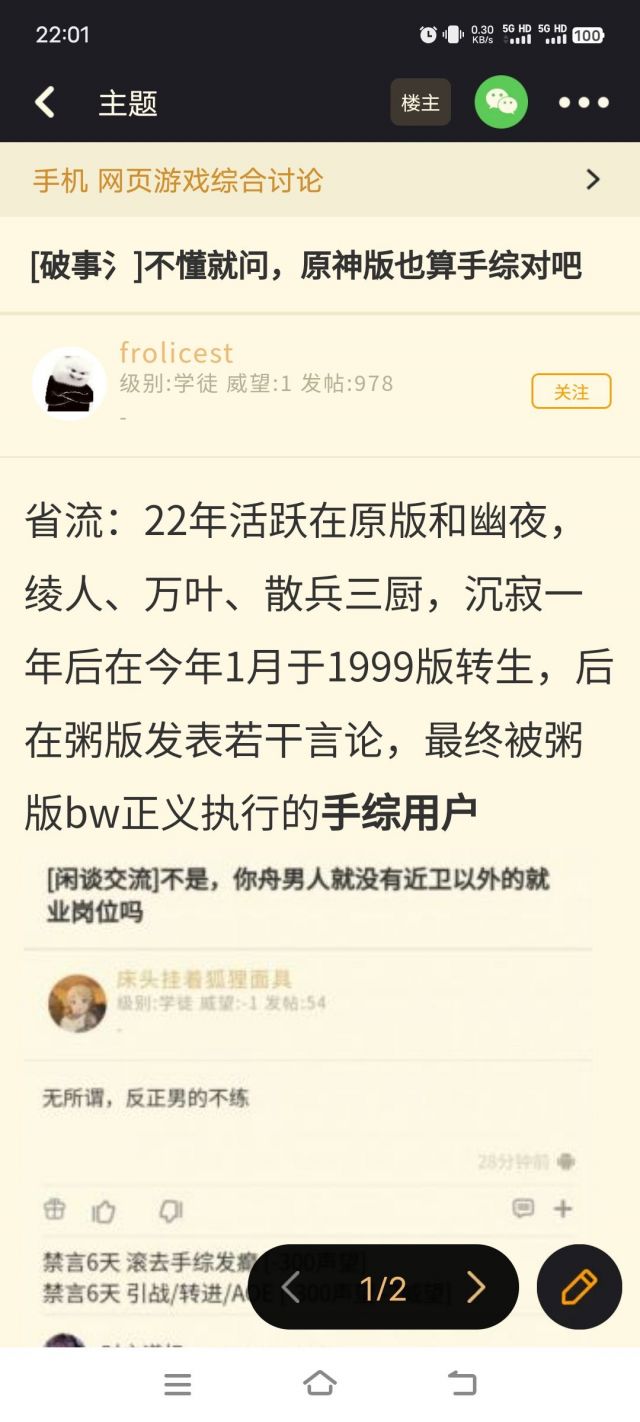 22:01
0.30
KB/s
5G HD
5G HD
100
主题
楼主
手机 网页游戏综合讨论
[破事氵]不懂就问，原神版也算手综对吧
frolicest
级别:学徒 威望:1 发帖:978
-
关注
省流：22年活跃在原版和幽夜，
绫人、万叶、散兵三厨，沉寂一
年后在今年1月于1999版转生，后
在粥版发表若干言论，最终被粥
版bw正义执行的手综用户
[闲谈交流]不是，你舟男人就没有近卫以外的就
业岗位吗
床头挂着狐狸面具
级别:学徒 威望:-1 发帖:54
-
无所谓，反正男的不练
28分钟前
禁言6天 滚去手综发癫 [-300声望]
禁言6天 引战/转进/AOE
1/2